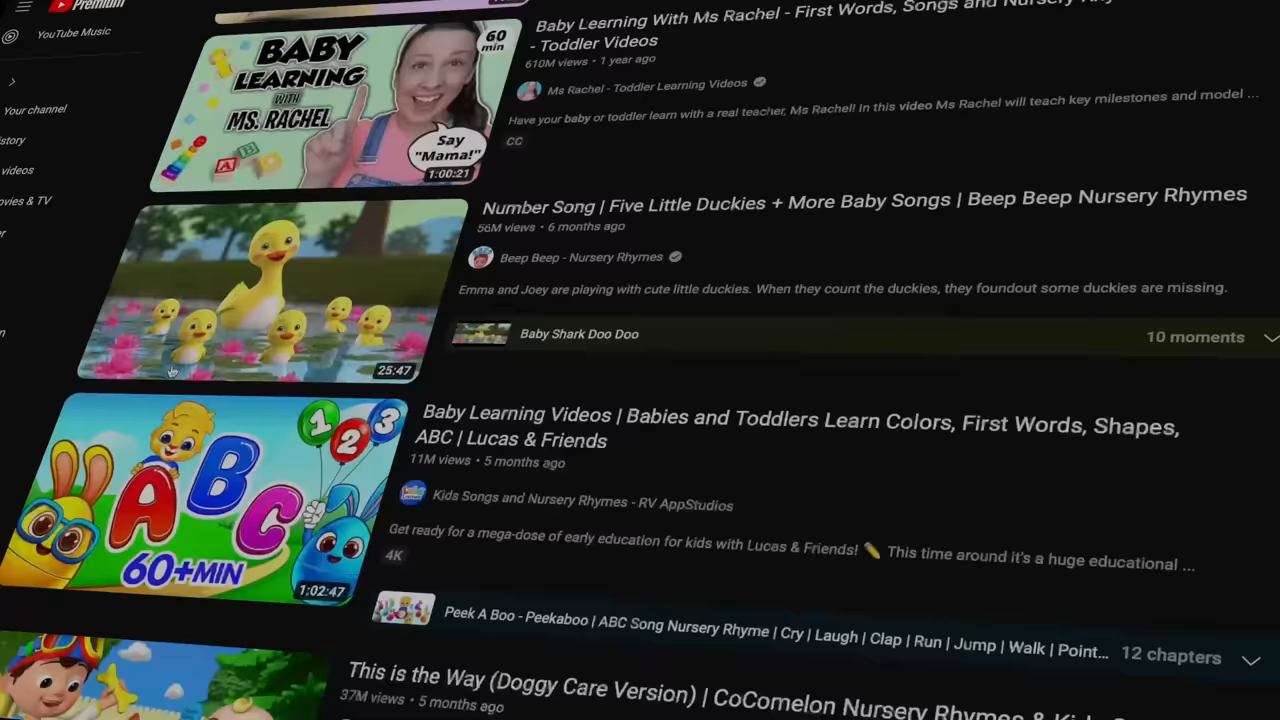 Premium
YouTube Music
Your channel
istory
videos
ovies & TV
BABY
LEARNING
WITH
MS. RACHEL
60
min
Say
"Mama!"
1:00:21
Baby Learning With Ms Rachel - First Words, Songs and Nursery
- Toddler Videos
610M views • 1 year ago
Ms Rachel - Toddler Learning Videos
Have your baby or toddler learn with a real teacher, Ms Rachel! In this video Ms Rachel will teach key milestones and model ...
CC
25:47
Number Song | Five Little Duckies + More Baby Songs | Beep Beep Nursery Rhymes
56M views • 6 months ago
Beep Beep - Nursery Rhymes
Emma and Joey are playing with cute little duckies. When they count the duckies, they foundout some duckies are missing.
Baby Shark Doo Doo
10 moments
1 2 3
ABC
60+MIN
1:02:47
Baby Learning Videos | Babies and Toddlers Learn Colors, First Words, Shapes,
ABC | Lucas & Friends
11M views • 5 months ago
Kids Songs and Nursery Rhymes - RV AppStudios
Get ready for a mega-dose of early education for kids with Lucas & Friends! ✏️ This time around it's a huge educational ...
4K
Peek A Boo - Peekaboo | ABC Song Nursery Rhyme | Cry | Laugh | Clap | Run | Jump | Walk | Point...
12 chapters
This is the Way (Doggy Care Version) | CoComelon Nursery Rhymes &
37M views • 5 months ago